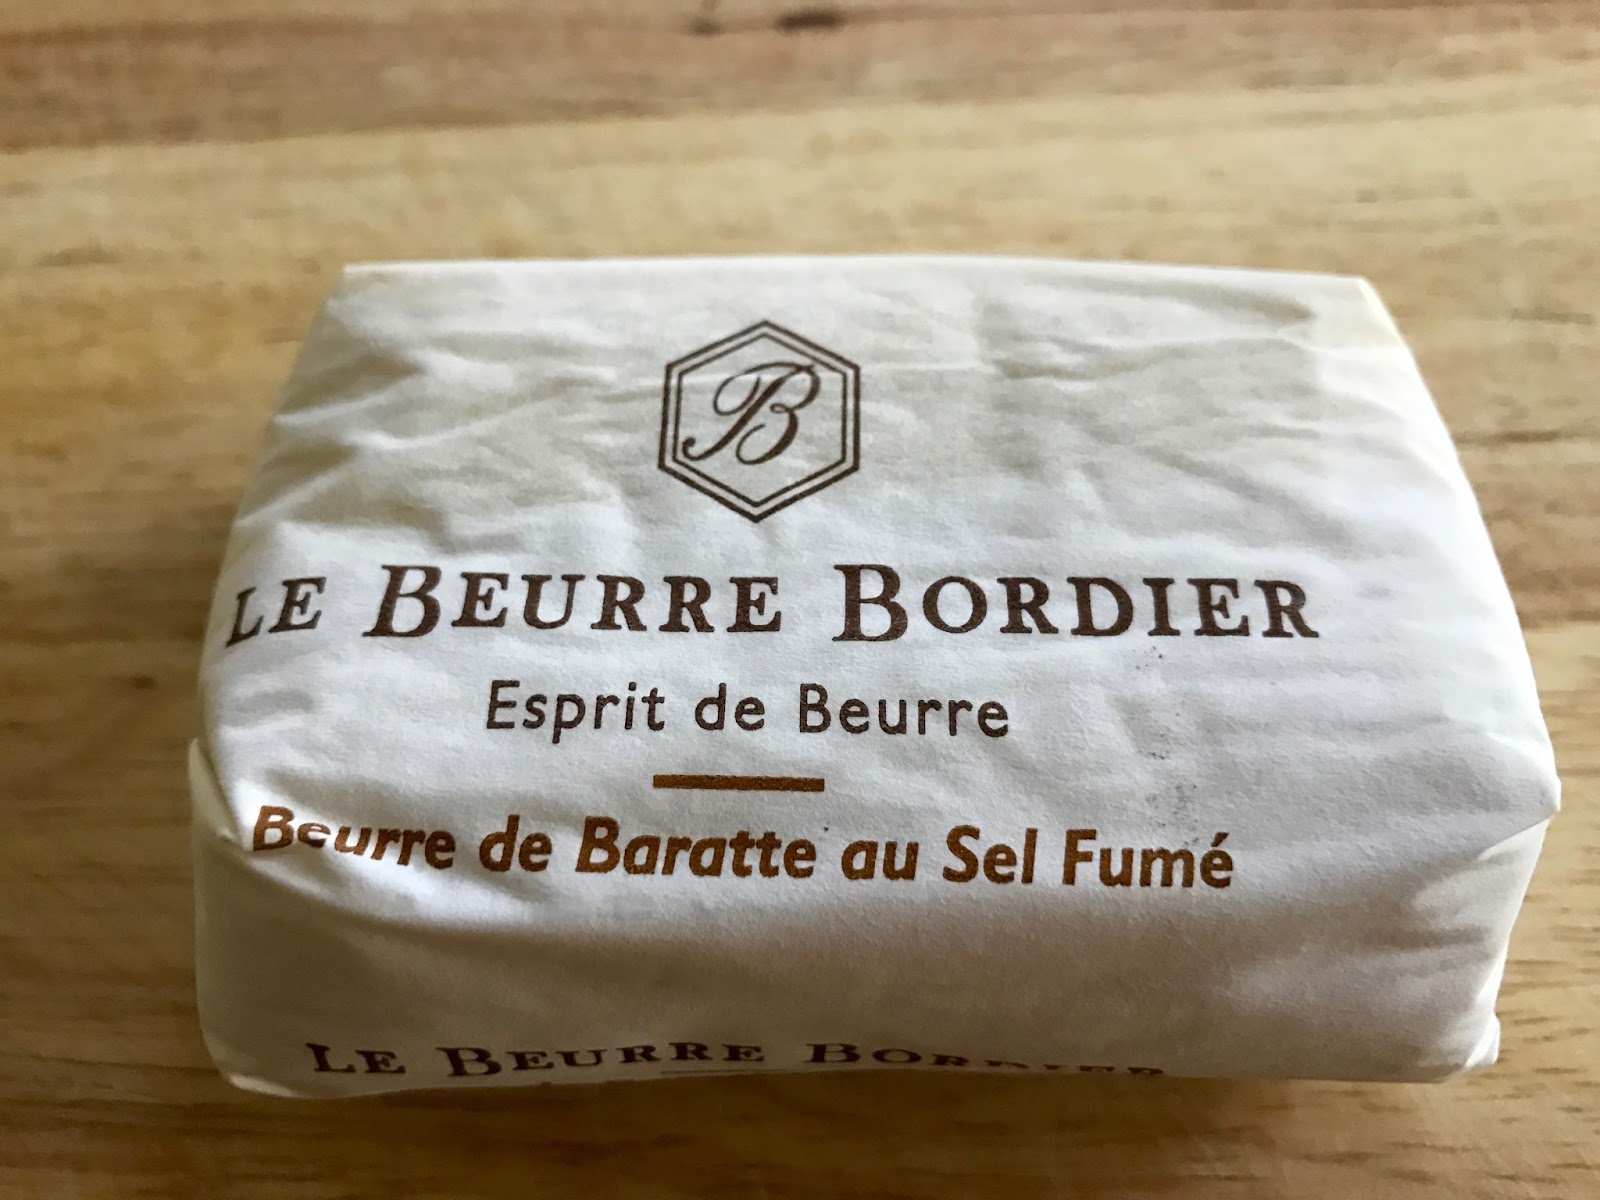 B
LE BEURRE BORDIER
Esprit de Beurre
Beurre de Baratte au Sel Fumé
LE BEURRE BORDIER